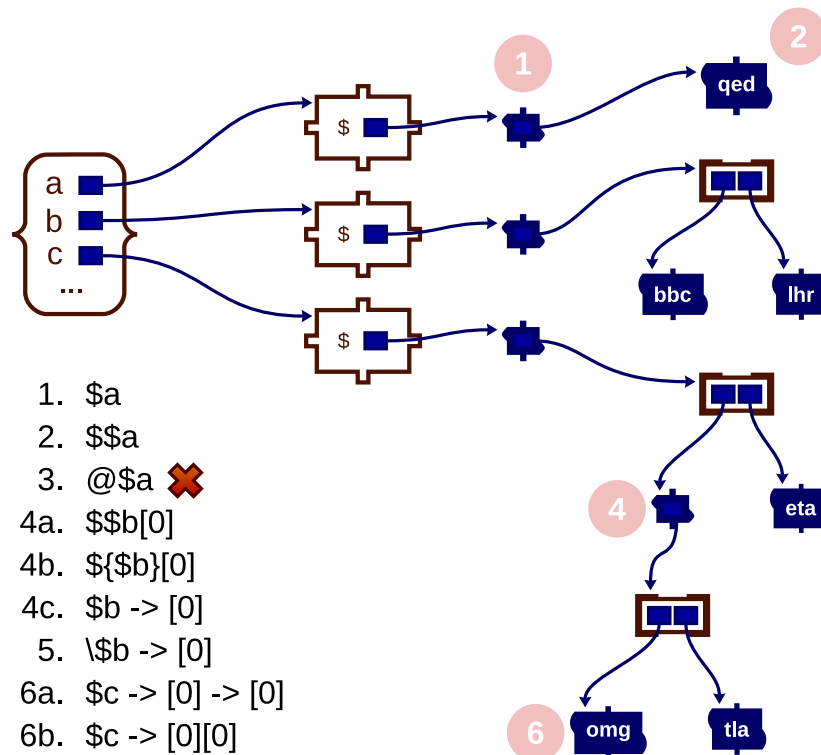 1
2
qed
$
a
b
$
c
...
bbc
lhr
$
1. $a
2. $$a
3. @$a
4a. $$b[0]
4
eta
4b. ${$b}[0]
4c. $b -> [0]
5. \$b -> [0]
6a. $c -> [0] -> [0]
6b. $c -> [0][0]
6
omg
tla